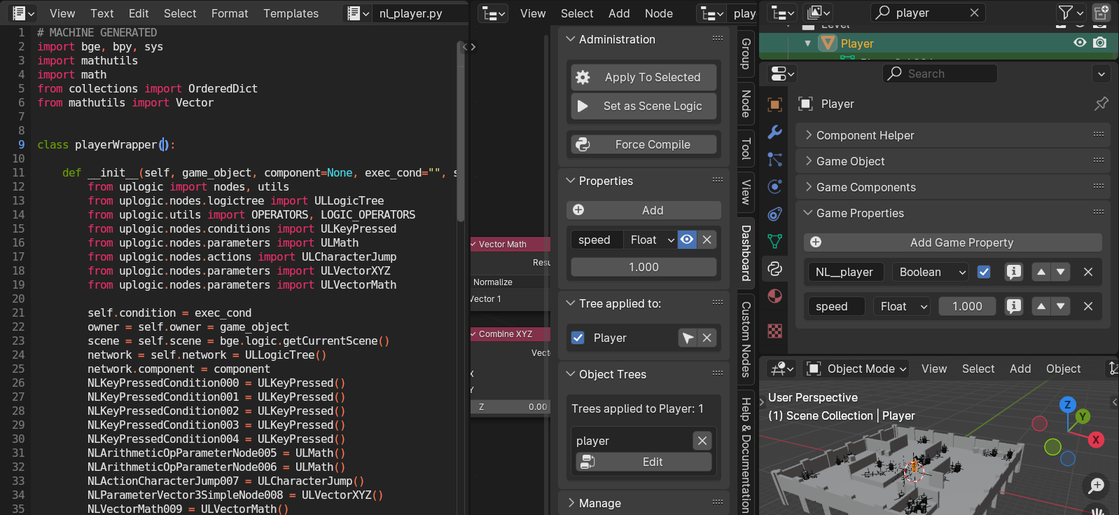 View Text Edit Select Format Templates nl_player.py
1 # MACHINE GENERATED
2 import bge, bpy, sys
3 import mathutils
4 import math
5 from collections import OrderedDict
6 from mathutils import Vector
7
8
9 class playerWrapper():
10
11 def __init__(self, game_object, component=None, exec_cond="", s
12 from uplogic import nodes, utils
13 from uplogic.nodes.logictree import ULLogicTree
14 from uplogic.utils import OPERATORS, LOGIC_OPERATORS
15 from uplogic.nodes.conditions import ULKeyPressed
16 from uplogic.nodes.parameters import ULMath
17 from uplogic.nodes.actions import ULCharacterJump
18 from uplogic.nodes.parameters import ULVectorXYZ
19 from uplogic.nodes.parameters import ULVectorMath
20
21 self.condition = exec_cond
22 owner = self.owner = game_object
23 scene = self.scene = bge.logic.getCurrentScene()
24 network = self.network = ULLogicTree()
25 network.component = component
26 NLKeyPressedCondition000 = ULKeyPressed()
27 NLKeyPressedCondition001 = ULKeyPressed()
28 NLKeyPressedCondition002 = ULKeyPressed()
29 NLKeyPressedCondition003 = ULKeyPressed()
30 NLKeyPressedCondition004 = ULKeyPressed()
31 NLArithmeticOpParameterNode005 = ULMath()
32 NLArithmeticOpParameterNode006 = ULMath()
33 NLActionCharacterJump007 = ULCharacterJump()
34 NLParameterVector3SimpleNode008 = ULVectorXYZ()
35 NLVectorMath009 = ULVectorMath()
View Select Add Node play
Vector Math
Resu
Normalize
Vector 1
Combine XYZ
Vecto
X
Y
Z 0.00
Administration
Apply To Selected
Set as Scene Logic
Force Compile
Properties
Add
speed Float
1.000
Tree applied to:
Player
Object Trees
Trees applied to Player: 1
player
Edit
Manage
Group
Node
Tool
View
Dashboard
Custom Nodes
Help & Documentation
player
Player
Search
Player
Component Helper
Game Object
Game Components
Game Properties
Add Game Property
NL__player Boolean
speed Float 1.000
Object Mode View Select Add Object
User Perspective
(1) Scene Collection | Player
Z
Y
X